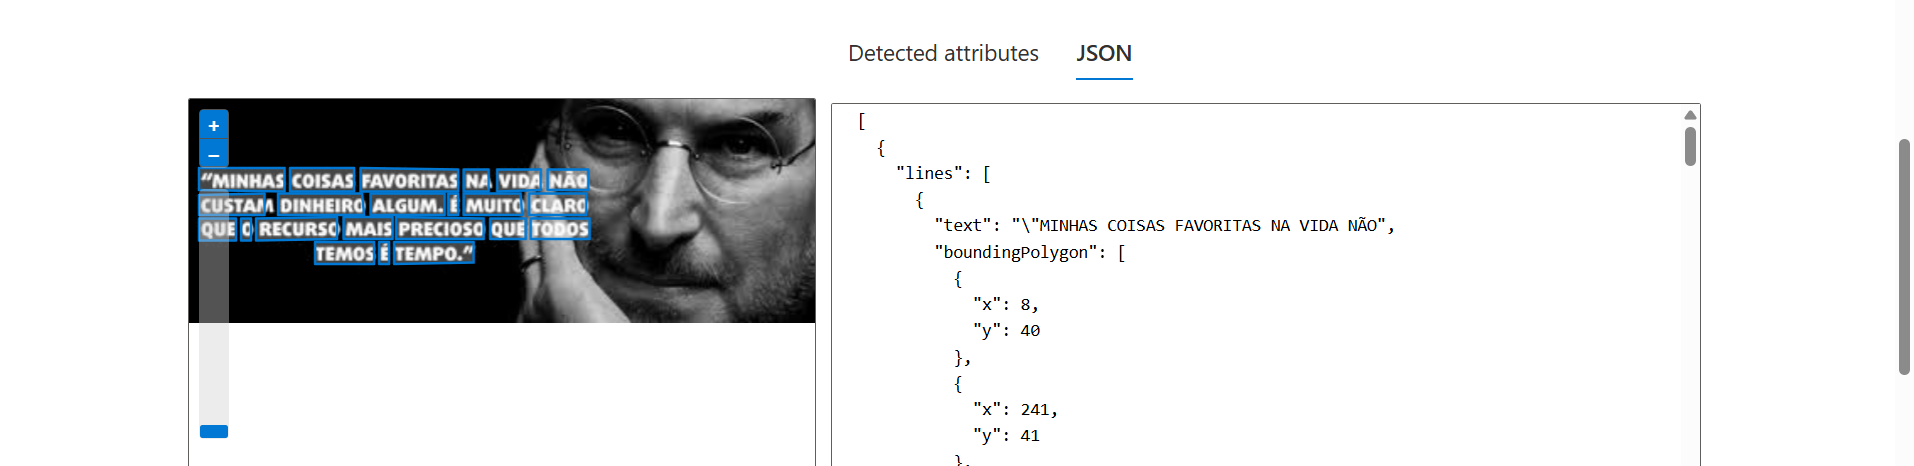 Detected attributes JSON
+
–
“MINHAS COISAS FAVORITAS NA VIDA NÃO
CUSTAM DINHEIRO ALGUM. É MUITO CLARO
QUE O RECURSO MAIS PRECIOSO QUE TODOS
TEMOS É TEMPO.”
[
{
"lines": [
{
"text": "\"MINHAS COISAS FAVORITAS NA VIDA NÃO",
"boundingPolygon": [
{
"x": 8,
"y": 40
},
{
"x": 241,
"y": 41
},